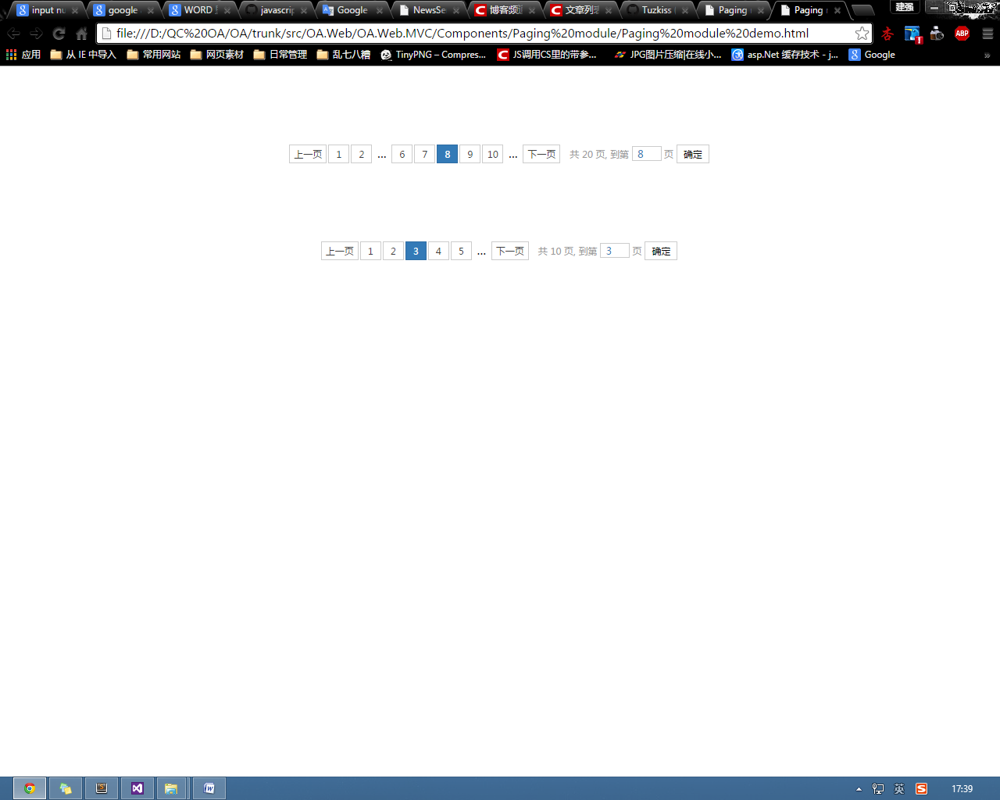 input nu google WORD javascrip Google NewsSe 博客频道 文章列表 Tuzkiss Paging Paging 建强
file:///D:/QC%20OA/OA/trunk/src/OA.Web/OA.Web.MVC/Components/Paging%20module/Paging%20module%20demo.html T ABP
应用 从 IE 中导入 常用网站 网页素材 日常管理 乱七八糟 TinyPNG – Compres... JS调用CS里的带参... JPG图片压缩|在线小... asp.Net 缓存技术 - j... Google »
上一页 1 2 ... 6 7 8 9 10 ... 下一页 共 20 页, 到第 8 页 确定
上一页 1 2 3 4 5 ... 下一页 共 10 页, 到第 3 页 确定
英 S 17:39